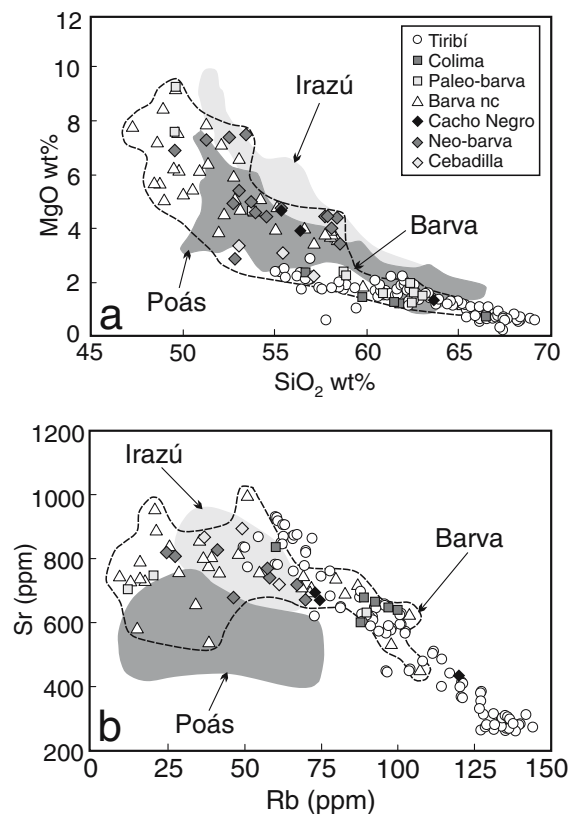 12
10
8
6
4
2
0
MgO wt%
Irazú
Barva
Poás
a
Tiribí
Colima
Paleo-barva
Barva nc
Cacho Negro
Neo-barva
Cebadilla
45 50 55 60 65 70
SiO2 wt%
1200
1000
800
600
400
200
Sr (ppm)
Irazú
Barva
Poás
b
0 25 50 75 100 125 150
Rb (ppm)